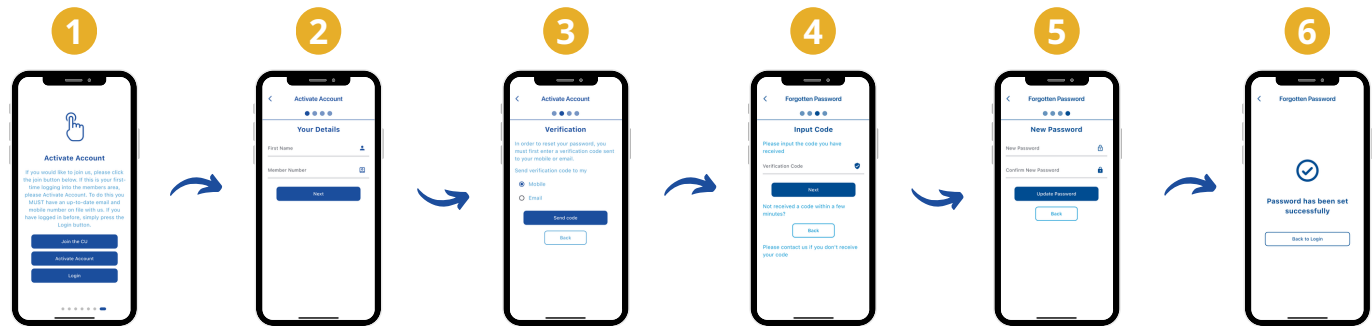 1
2
3
4
5
6
Activate Account
If you would like to join us, please click
the join button below. If this is your first-
time logging into the members area,
please Activate Account. To do this you
MUST have an up-to-date email and
mobile number on file with us. If you
have logged in before, simply press the
Login button.
Join the CU
Activate Account
Login
Activate Account
Your Details
First Name
Member Number
Next
Activate Account
Verification
In order to reset your password, you
must first enter a verification code sent
to your mobile or email.
Send verification code to my
Mobile
Email
Send code
Back
Forgotten Password
Input Code
Please input the code you have
received
Verification Code
Next
Not received a code within a few
minutes?
Back
Please contact us if you don't receive
your code
Forgotten Password
New Password
New Password
Confirm New Password
Update Password
Back
Forgotten Password
Password has been set
successfully
Back to Login